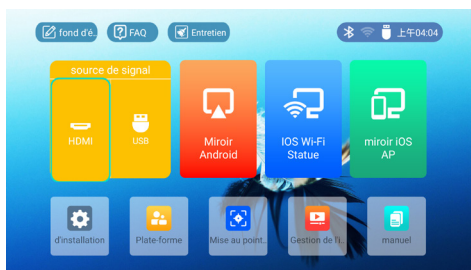 fond d'é..
FAQ
Entretien
上午04:04
source de signal
HDMI
USB
Miroir
Android
IOS Wi-Fi
Statue
miroir iOS
AP
d'installation
Plate-forme
Mise au point..
Gestion de l'i..
manuel